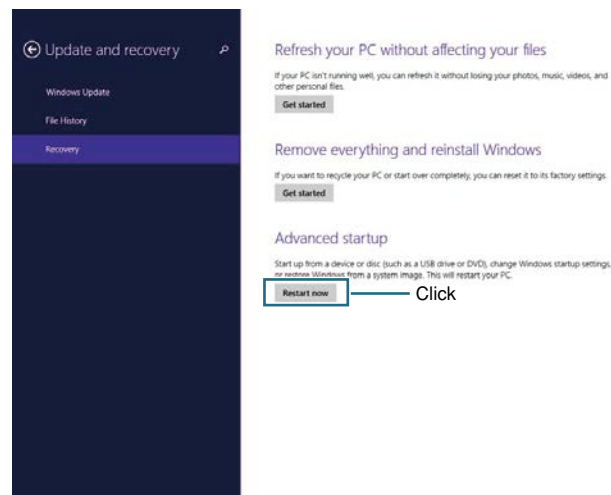 Update and recovery
Windows Update
File History
Recovery
Refresh your PC without affecting your files
If your PC isn't running well, you can refresh it without losing your photos, music, videos, and
other personal files.
Get started
Remove everything and reinstall Windows
If you want to recycle your PC or start over completely, you can reset it to its factory settings.
Get started
Advanced startup
Start up from a device or disc (such as a USB drive or DVD), change Windows startup settings,
or restore Windows from a system image. This will restart your PC.
Restart now
Click